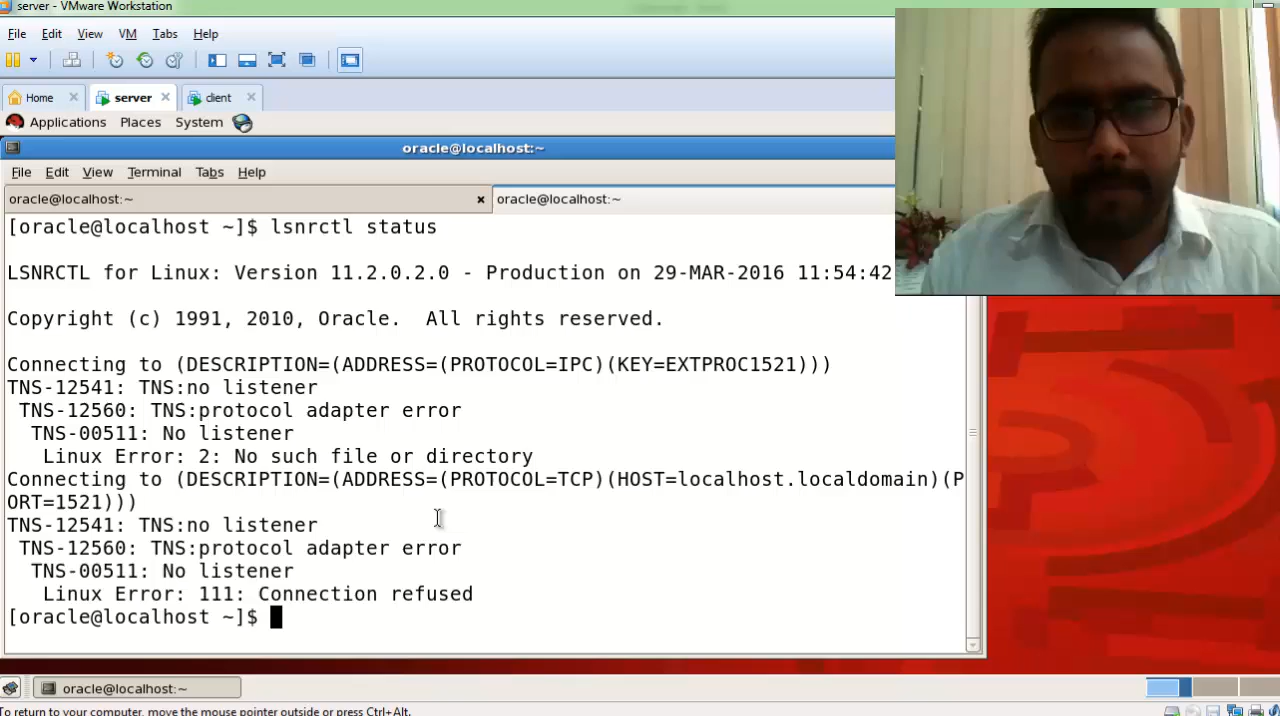 server - VMware Workstation
File Edit View VM Tabs Help
Home server client
Applications Places System
oracle@localhost:~
File Edit View Terminal Tabs Help
oracle@localhost:~ oracle@localhost:~
[oracle@localhost ~]$ lsnrctl status
LSNRCTL for Linux: Version 11.2.0.2.0 - Production on 29-MAR-2016 11:54:42
Copyright (c) 1991, 2010, Oracle.  All rights reserved.
Connecting to (DESCRIPTION=(ADDRESS=(PROTOCOL=IPC)(KEY=EXTPROC1521)))
TNS-12541: TNS:no listener
TNS-12560: TNS:protocol adapter error
TNS-00511: No listener
Linux Error: 2: No such file or directory
Connecting to (DESCRIPTION=(ADDRESS=(PROTOCOL=TCP)(HOST=localhost.localdomain)(P
ORT=1521)))
TNS-12541: TNS:no listener
TNS-12560: TNS:protocol adapter error
TNS-00511: No listener
Linux Error: 111: Connection refused
[oracle@localhost ~]$
oracle@localhost:~
To return to your computer, move the mouse pointer outside or press Ctrl+Alt.